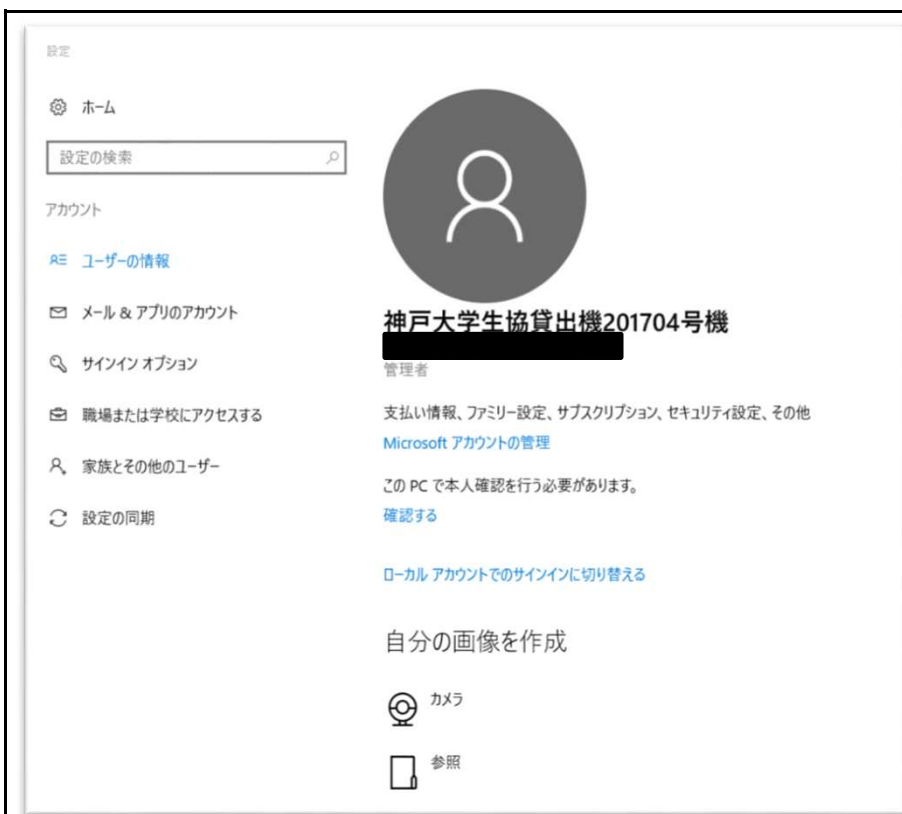 設定
ホーム
設定の検索
アカウント
ユーザーの情報
メール & アプリのアカウント
サインイン オプション
職場または学校にアクセスする
家族とその他のユーザー
設定の同期
神戸大学生協貸出機201704号機
管理者
支払い情報、ファミリー設定、サブスクリプション、セキュリティ設定、その他
Microsoft アカウントの管理
この PC で本人確認を行う必要があります。
確認する
ローカル アカウントでのサインインに切り替える
自分の画像を作成
カメラ
参照